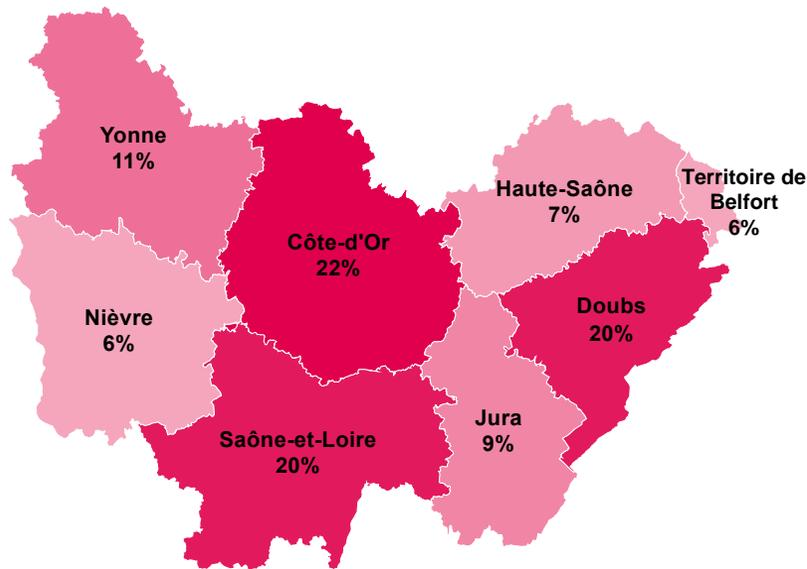 Yonne
11%
Haute-Saône
7%
Territoire de
Belfort
6%
Côte-d'Or
22%
Doubs
20%
Nièvre
6%
Jura
9%
Saône-et-Loire
20%